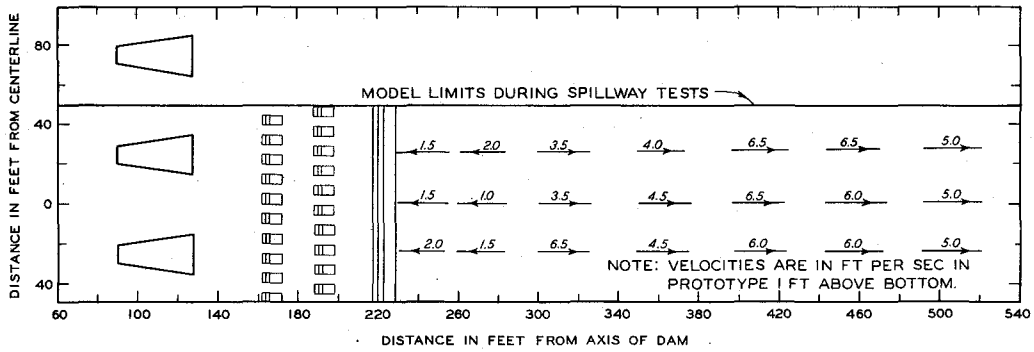 DISTANCE IN FEET FROM CENTERLINE
80
40
0
40
MODEL LIMITS DURING SPILLWAY TESTS
1.5 2.0 3.5 4.0 6.5 6.5 5.0
1.5 1.0 3.5 4.5 6.5 6.0 5.0
2.0 1.5 6.5 4.5 6.0 6.0 5.0
NOTE: VELOCITIES ARE IN FT PER SEC IN
PROTOTYPE 1 FT ABOVE BOTTOM.
60 100 140 180 220 260 300 340 380 420 460 500 540
DISTANCE IN FEET FROM AXIS OF DAM